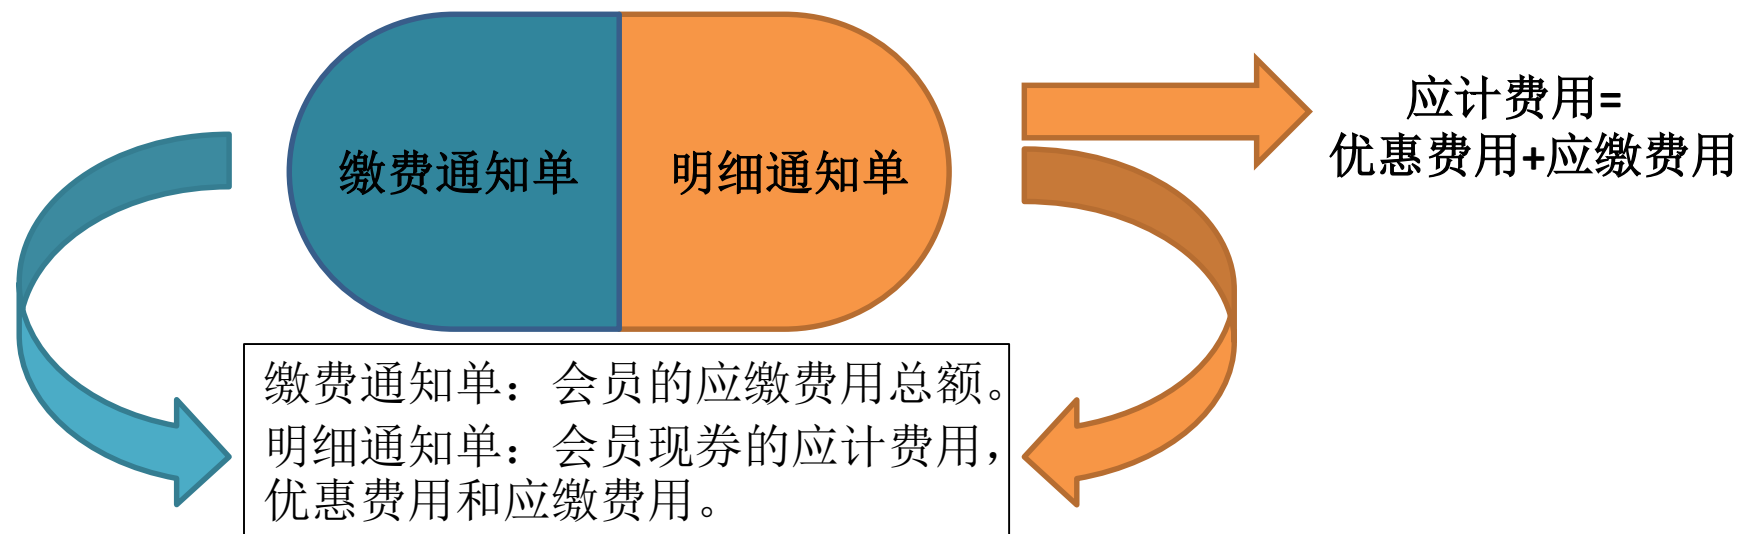 缴费通知单
明细通知单
应计费用=
优惠费用+应缴费用
缴费通知单：会员的应缴费用总额。
明细通知单：会员现券的应计费用，
优惠费用和应缴费用。